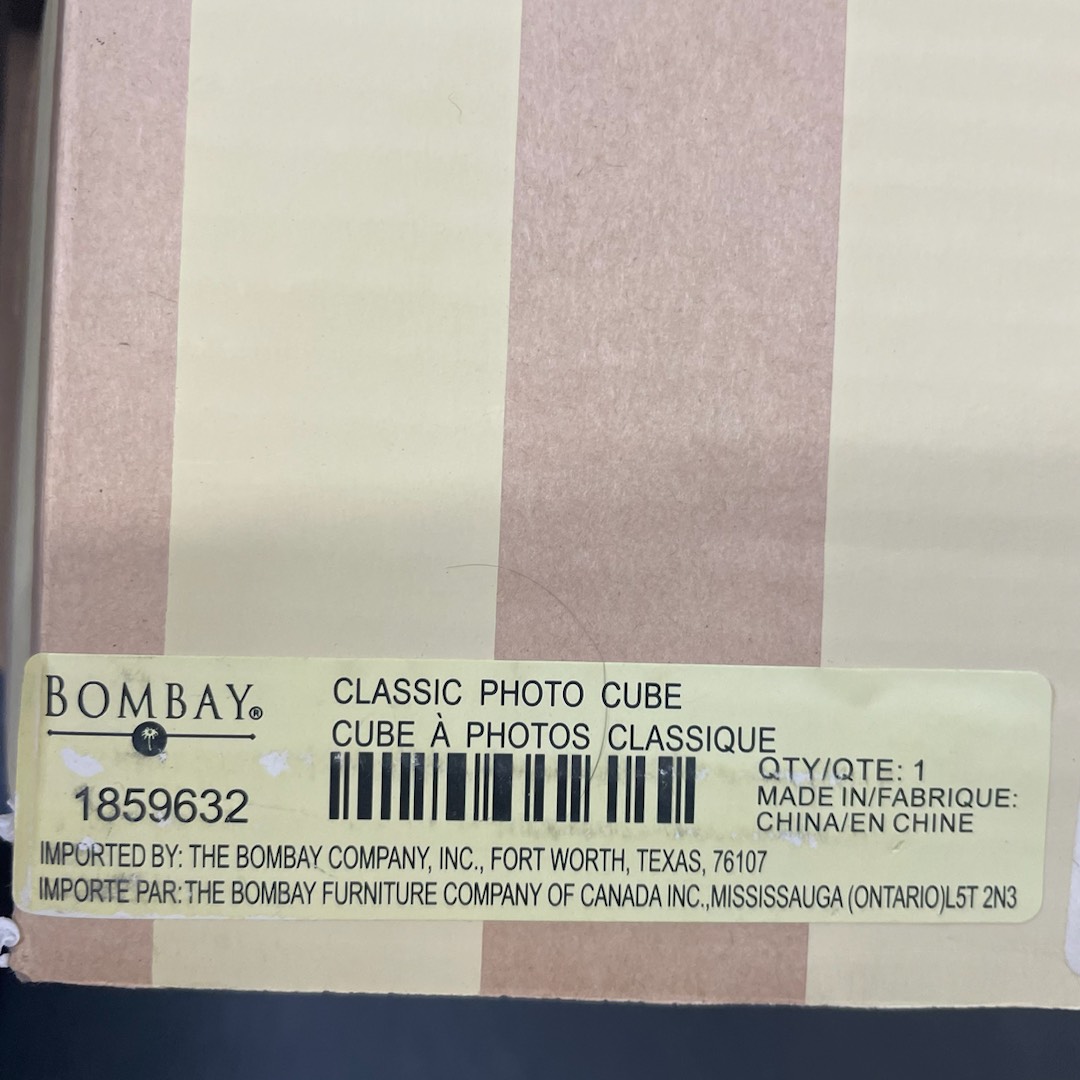 BOMBAY®
1859632
CLASSIC PHOTO CUBE
CUBE À PHOTOS CLASSIQUE
QTY/QTE: 1
MADE IN/FABRIQUE:
CHINA/EN CHINE
IMPORTED BY: THE BOMBAY COMPANY, INC., FORT WORTH, TEXAS, 76107
IMPORTE PAR:THE BOMBAY FURNITURE COMPANY OF CANADA INC.,MISSISSAUGA (ONTARIO)L5T 2N3